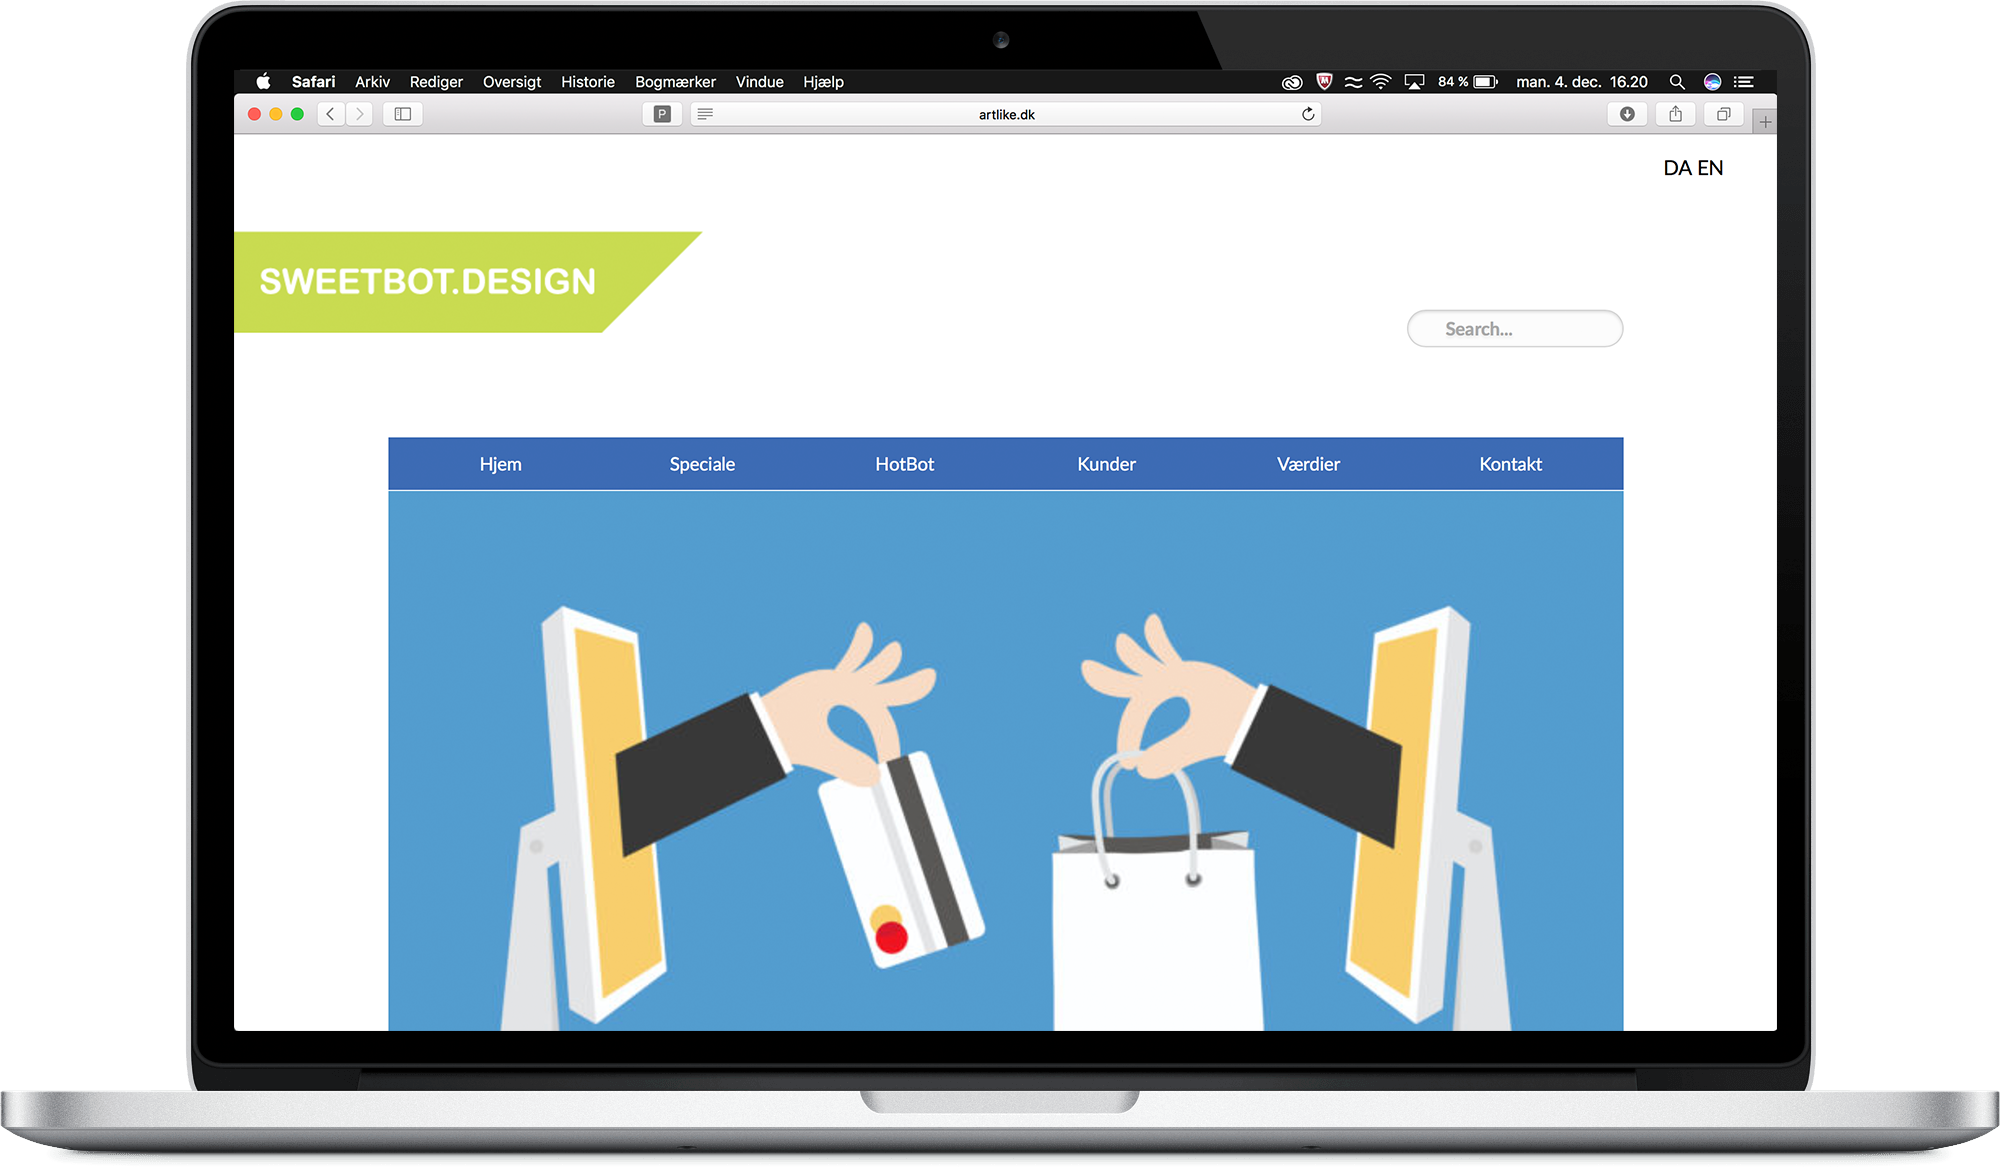 Safari Arkiv Rediger Oversigt Historie Bogmærker Vindue Hjælp 84 % man. 4. dec. 16.20
P artlike.dk
DA EN
SWEETBOT.DESIGN
Search...
Hjem Speciale HotBot Kunder Værdier Kontakt